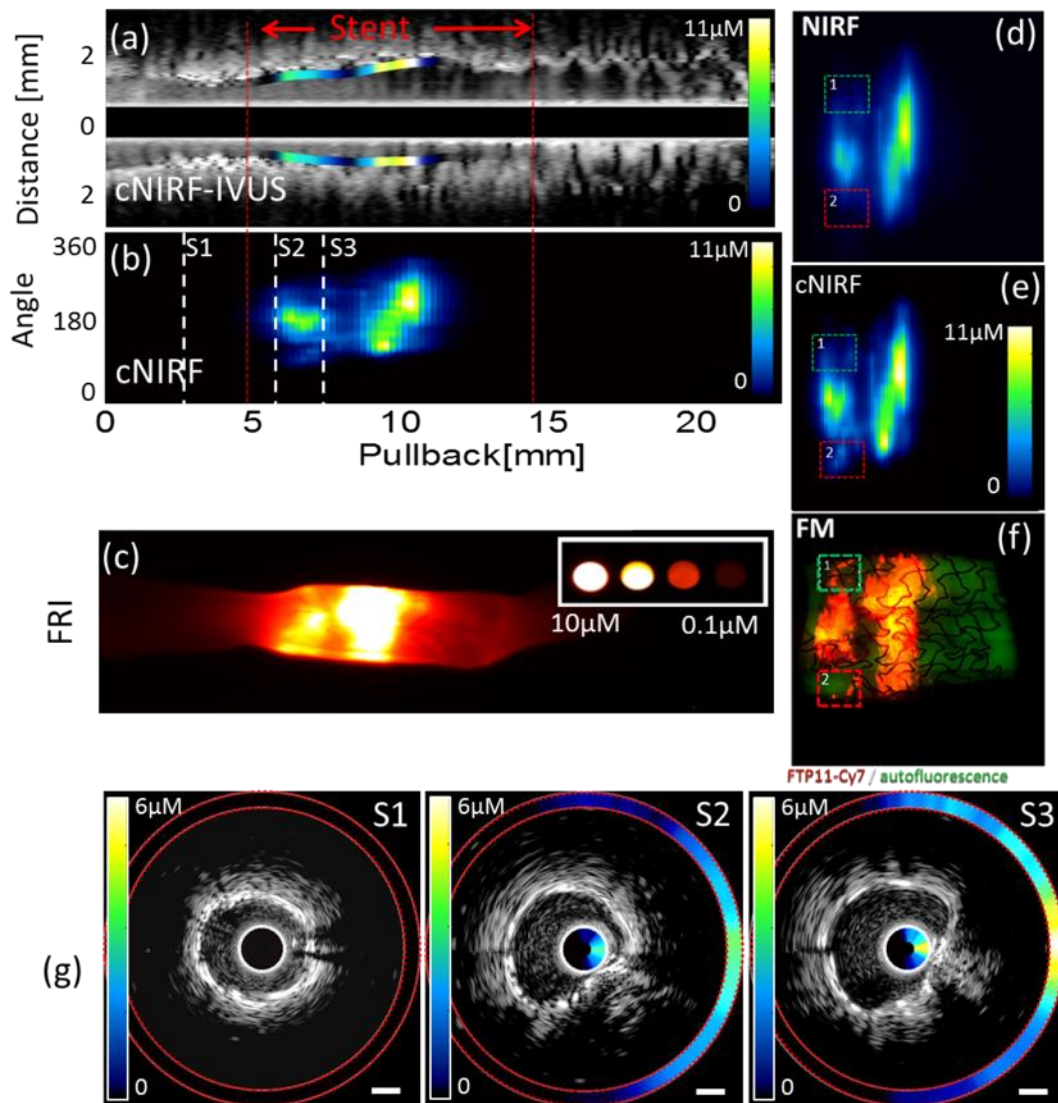 (a)
Stent
11μM
0
2
0
2
Distance [mm]
cNIRF-IVUS
(b)
S1
S2
S3
11μM
0
360
180
0
Angle
cNIRF
0
5
10
15
20
Pullback[mm]
(c)
FRI
10μM
0.1μM
NIRF
(d)
1
2
cNIRF
(e)
1
2
11μM
0
FM
(f)
1
2
FTP11-Cy7 / autofluorescence
(g)
6μM
S1
0
6μM
S2
0
6μM
S3
0